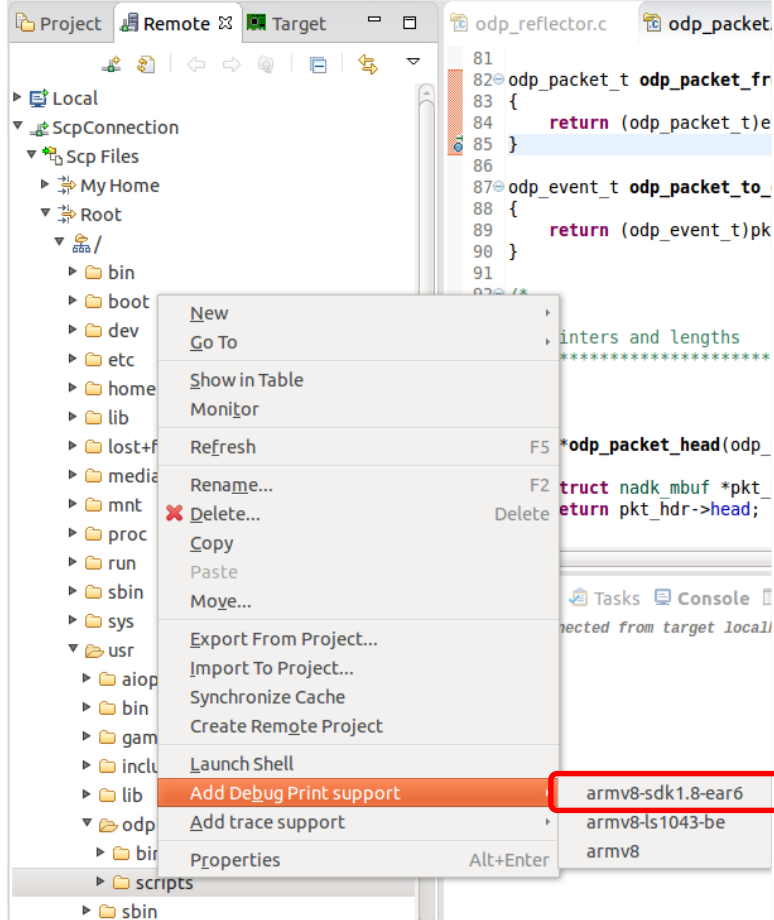 Project Remote Target
odp_reflector.c odp_packet.
Local
ScpConnection
Scp Files
My Home
Root
/
bin
boot
dev
etc
home
lib
lost+f
media
mnt
proc
run
sbin
sys
usr
aiop
bin
gam
inclu
lib
odp
bin
scripts
sbin
81
82 odp_packet_t odp_packet_fr
83 {
84 return (odp_packet_t)e
85 }
86
87 odp_event_t odp_packet_to_
88 {
89 return (odp_event_t)pk
90 }
91
92 /*
inters and lengths
*********************
*odp_packet_head(odp_
truct nadk_mbuf *pkt_
eturn pkt_hdr->head;
Tasks Console
nected from target local
New
Go To
Show in Table
Monitor
Refresh F5
Rename... F2
Delete... Delete
Copy
Paste
Move...
Export From Project...
Import To Project...
Synchronize Cache
Create Remote Project
Launch Shell
Add Debug Print support
Add trace support
Properties Alt+Enter
armv8-sdk1.8-ear6
armv8-ls1043-be
armv8